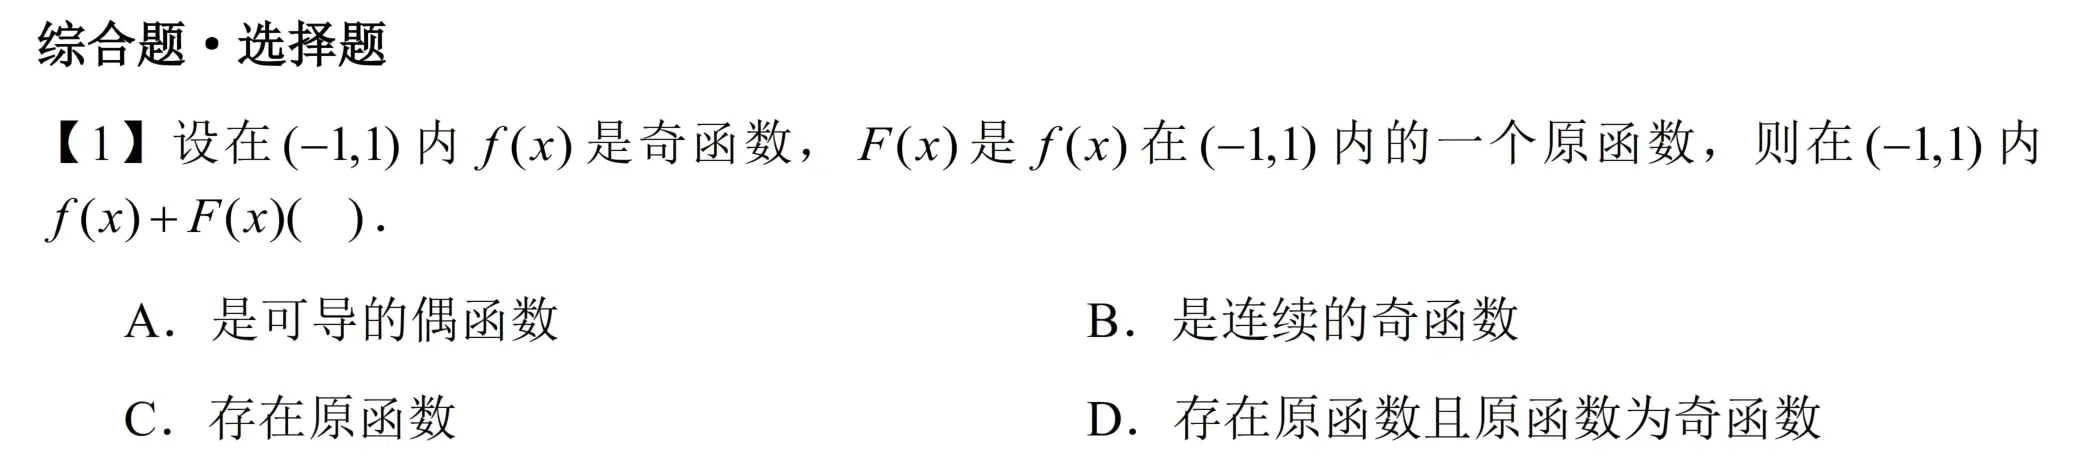 综合题·选择题
【1】设在(−1,1)内 f(x)是奇函数， F(x)是 f(x)在(−1,1)内的一个原函数，则在(−1,1)内
f(x)+F(x)( ).
A．是可导的偶函数 B．是连续的奇函数
C．存在原函数 D．存在原函数且原函数为奇函数